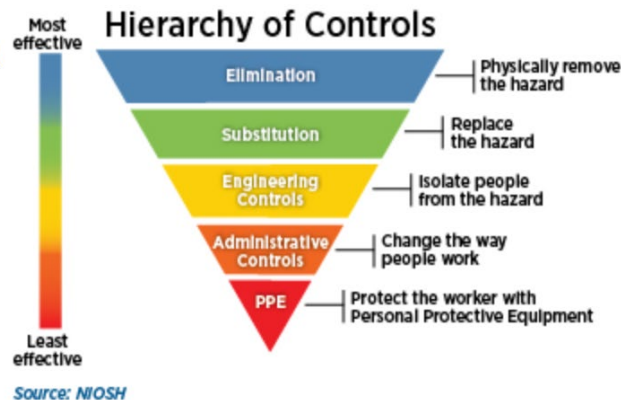 Hierarchy of Controls
Most
effective
Elimination
Physically remove
the hazard
Substitution
Replace
the hazard
Engineering
Controls
Isolate people
from the hazard
Administrative
Controls
Change the way
people work
PPE
Protect the worker with
Personal Protective Equipment
Least
effective
Source: NIOSH